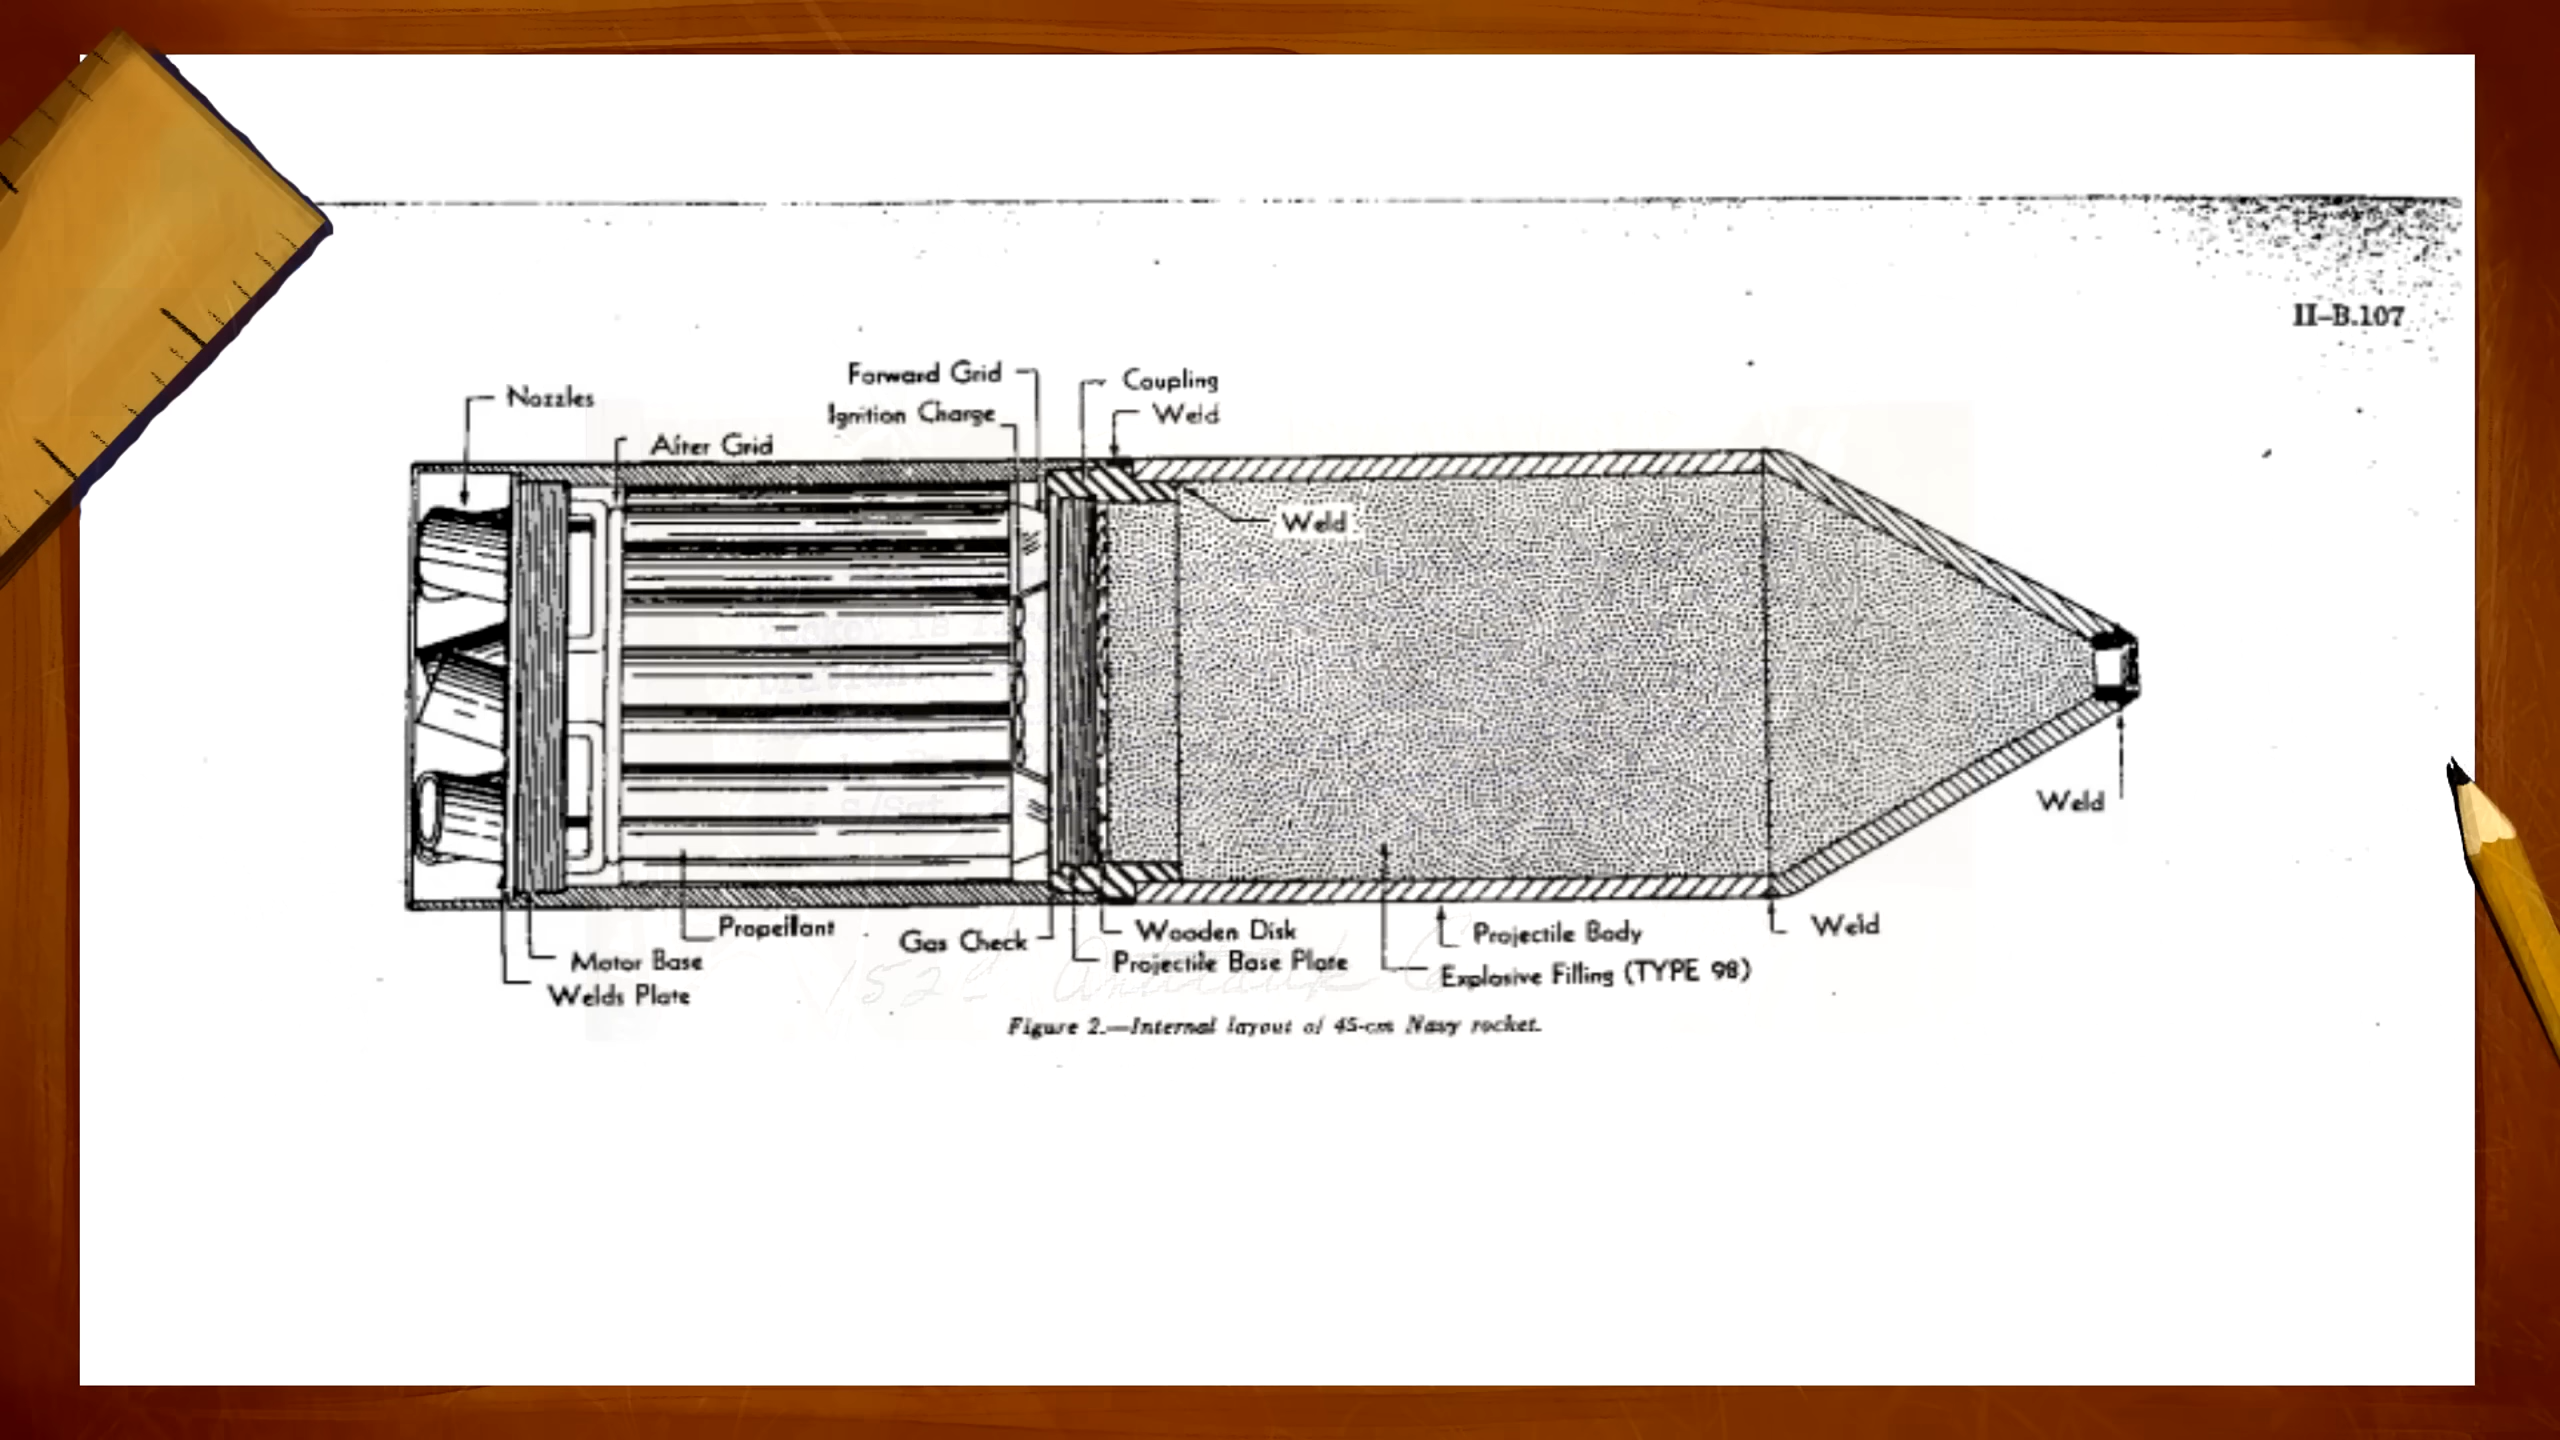 II–B.107
Forward Grid
Coupling
Nozzles
Ignition Charge
Weld
After Grid
Weld
Weld
Propellant
Gas Check
Wooden Disk
Projectile Body
Weld
Motor Base
Projectile Base Plate
Explosive Filling (TYPE 98)
Welds Plate
Figure 2.—Internal layout of 45-cm Navy rocket.